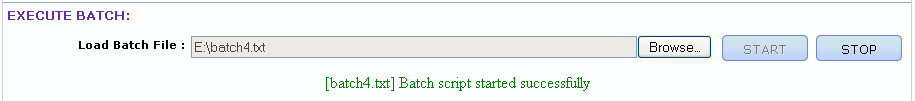 EXECUTE BATCH:
Load Batch File : E:\batch4.txt Browse... START STOP
[batch4.txt] Batch script started successfully